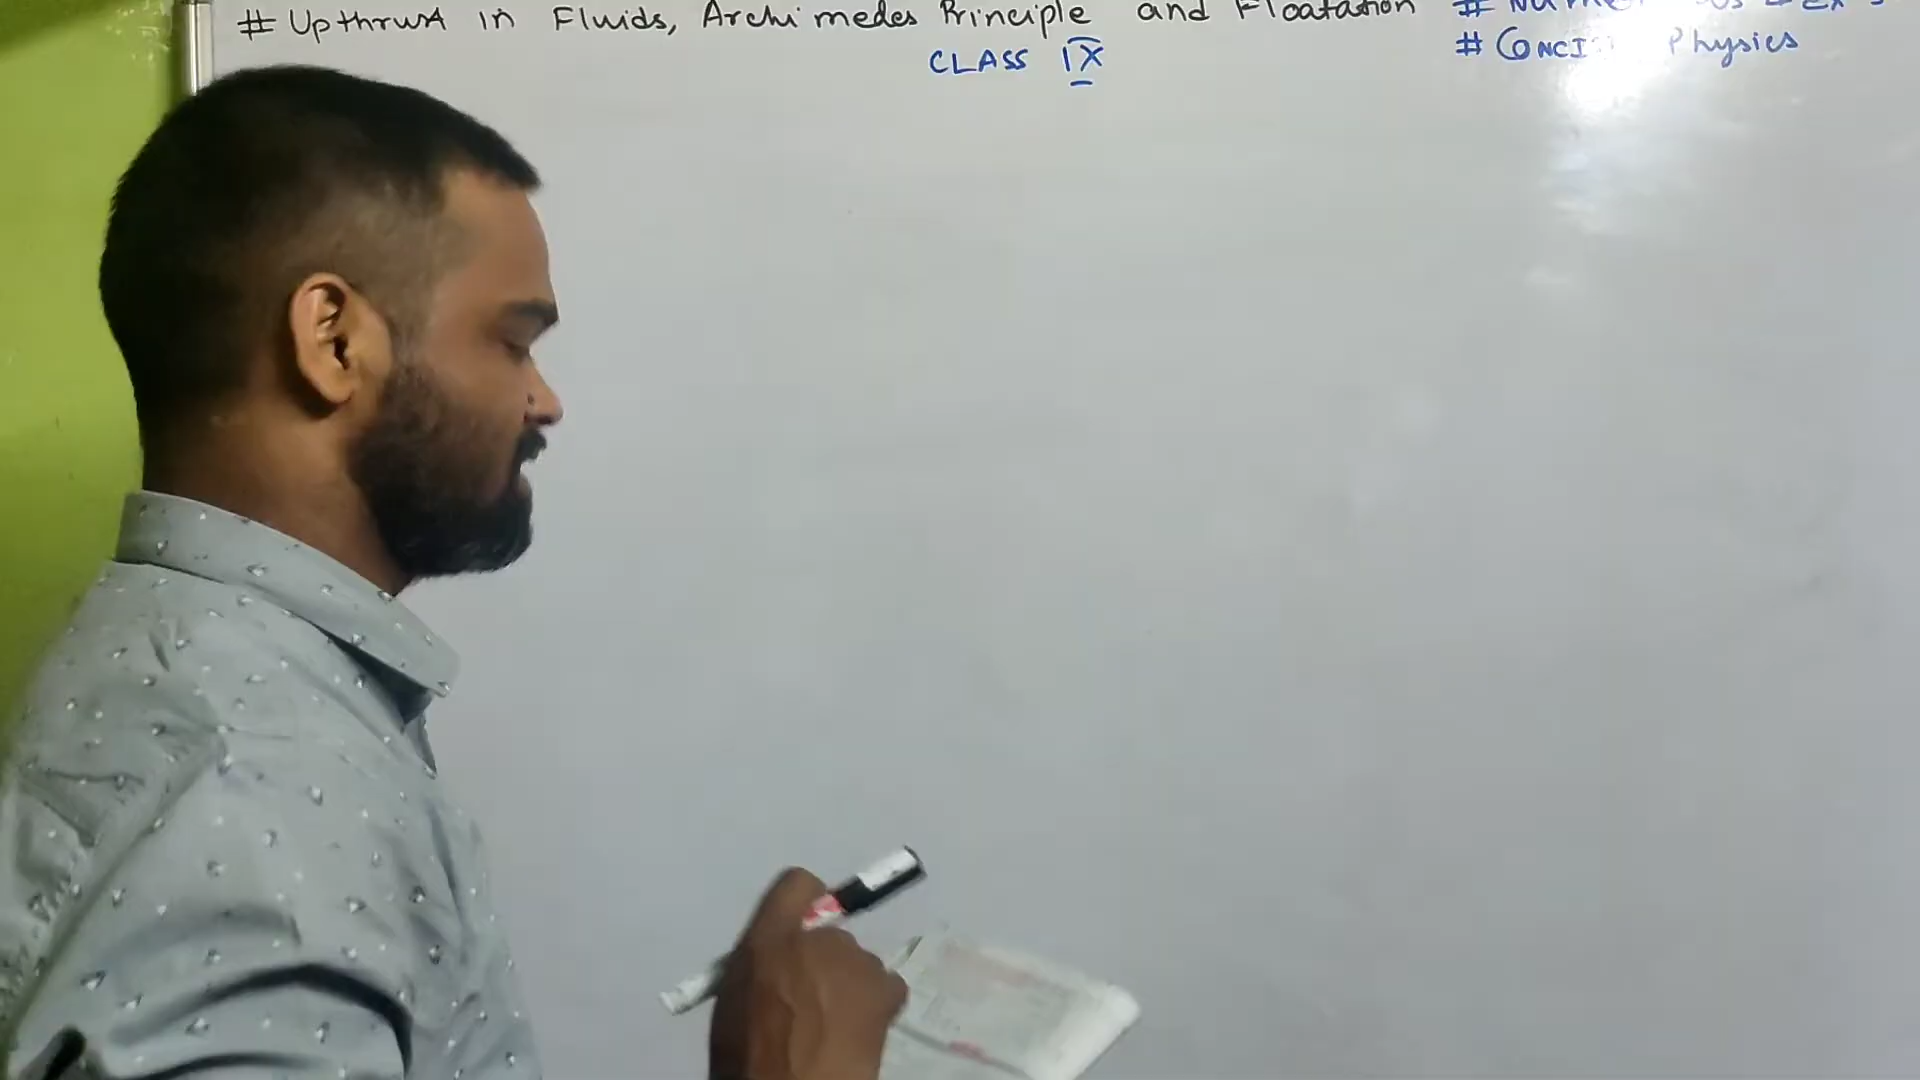 # Upthrust in Fluids, Archimedes Principle and Floatation #
CLASS IX
# Physics